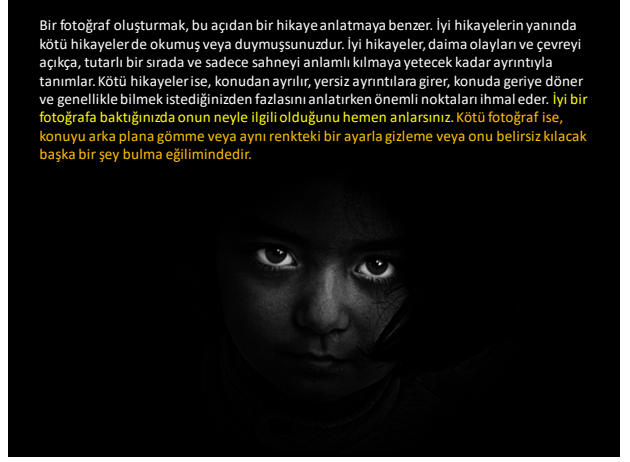 Bir fotoğraf oluşturmak, bu açıdan bir hikaye anlatmaya benzer. İyi hikayelerin yanında
kötü hikayeler de okumuş veya duymuşsunuzdur. İyi hikayeler, daima olayları ve çevreyi
açıkça, tutarlı bir sırada ve sadece sahneyi anlamlı kılmaya yetecek kadar ayrıntıyla
tanımlar. Kötü hikayeler ise, konudan ayrılır, yersiz ayrıntılara girer, konuda geriye döner
ve genellikle bilmek istediğinizden fazlasını anlatırken önemli noktaları ihmal eder. İyi bir
fotoğrafa baktığınızda onun neyle ilgili olduğunu hemen anlarsınız. Kötü fotoğraf ise,
konuyu arka plana gömme veya aynı renkteki bir ayarla gizleme veya onu belirsiz kılacak
başka bir şey bulma eğilimindedir.